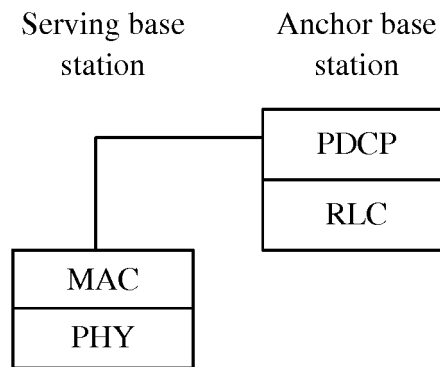 Serving base
station
Anchor base
station
PDCP
RLC
MAC
PHY